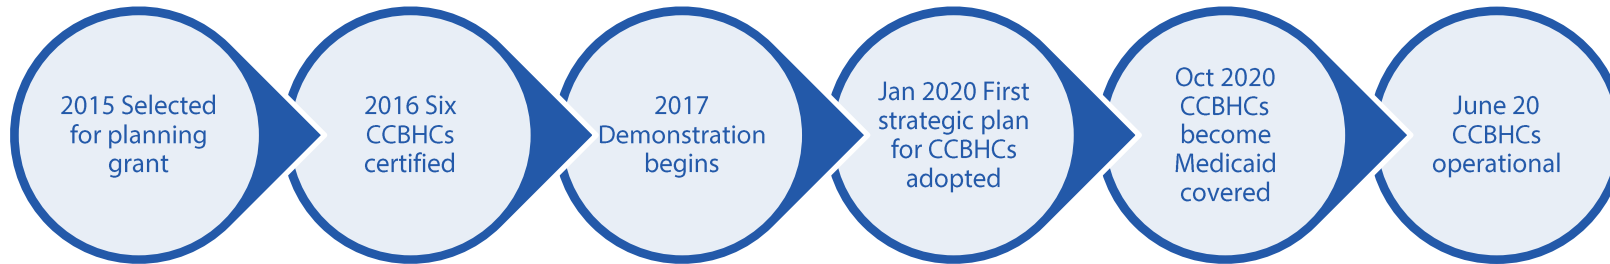 2015 Selected
for planning
grant
2016 Six
CCBHCs
certified
2017
Demonstration
begins
Jan 2020 First
strategic plan
for CCBHCs
adopted
Oct 2020
CCBHCs
become
Medicaid
covered
June 20
CCBHCs
operational